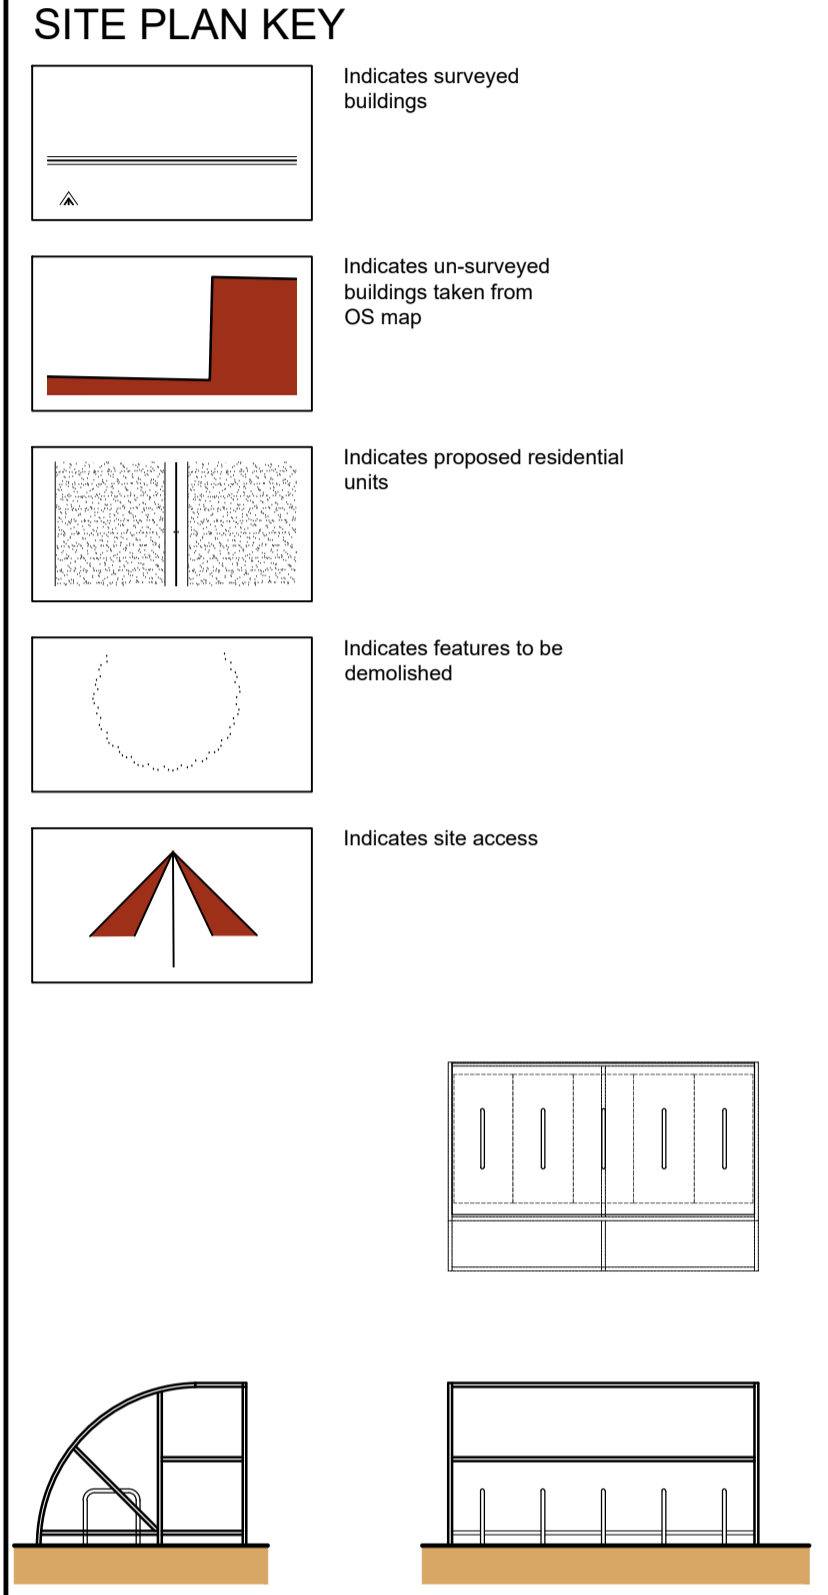 SITE PLAN KEY
Indicates surveyed
buildings
Indicates un-surveyed
buildings taken from
OS map
Indicates proposed residential
units
Indicates features to be
demolished
Indicates site access